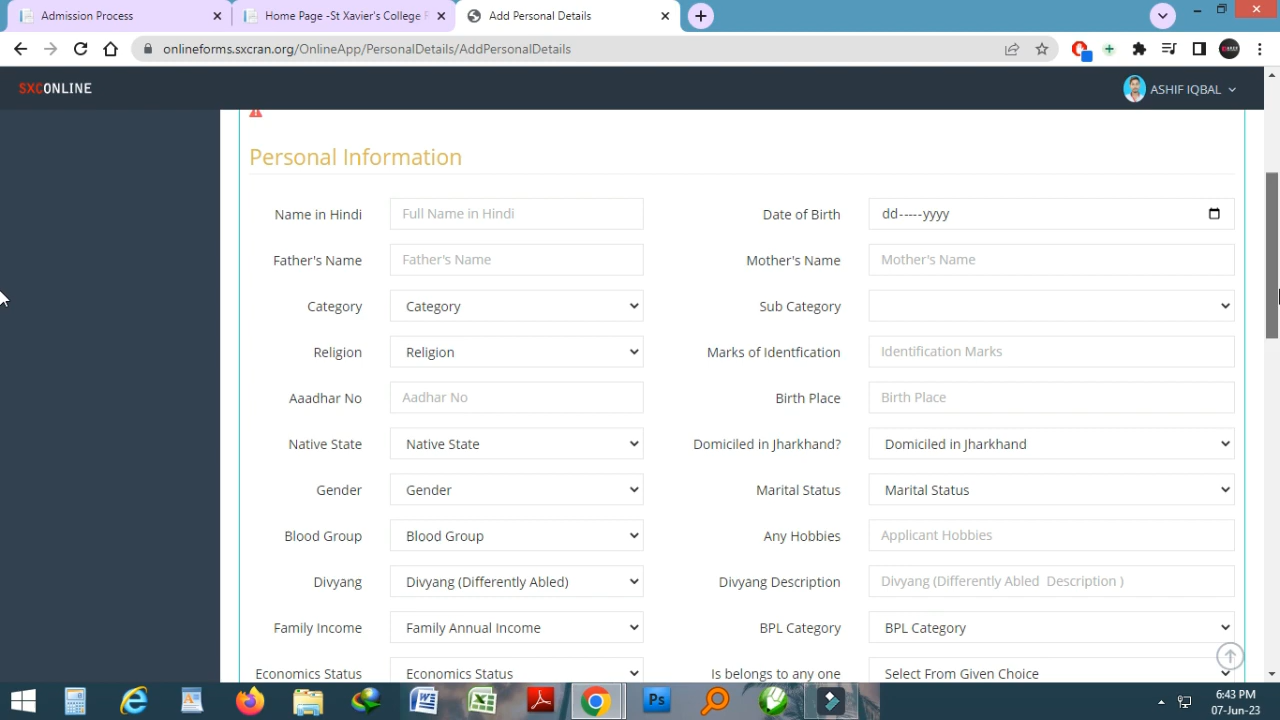 Admission Process
Home Page -St Xavier's College R
Add Personal Details
onlineforms.sxcran.org/OnlineApp/PersonalDetails/AddPersonalDetails
SXCONLINE
ASHIF IQBAL
Personal Information
Name in Hindi Full Name in Hindi Date of Birth dd-----yyyy
Father's Name Father's Name Mother's Name Mother's Name
Category Category Sub Category
Religion Religion Marks of Identfication Identification Marks
Aaadhar No Aadhar No Birth Place Birth Place
Native State Native State Domiciled in Jharkhand? Domiciled in Jharkhand
Gender Gender Marital Status Marital Status
Blood Group Blood Group Any Hobbies Applicant Hobbies
Divyang Divyang (Differently Abled) Divyang Description Divyang (Differently Abled Description )
Family Income Family Annual Income BPL Category BPL Category
Economics Status Economics Status Is belongs to any one Select From Given Choice
Ps
6:43 PM
07-Jun-23